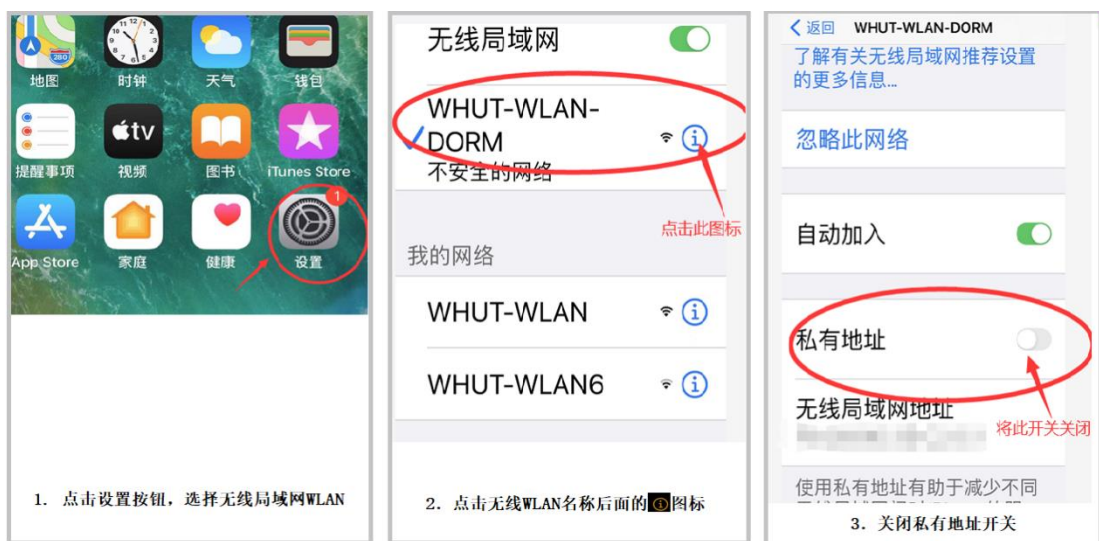 地图
时钟
天气
钱包
280
提醒事项
tv
视频
图书
iTunes Store
App Store
家庭
健康
1
设置
1. 点击设置按钮，选择无线局域网WLAN
无线局域网
WHUT-WLAN-
DORM
不安全的网络
点击此图标
我的网络
WHUT-WLAN
WHUT-WLAN6
2. 点击无线WLAN名称后面的图标
返回 WHUT-WLAN-DORM
了解有关无线局域网推荐设置
的更多信息...
忽略此网络
自动加入
私有地址
无线局域网地址
将此开关关闭
使用私有地址有助于减少不同
3. 关闭私有地址开关